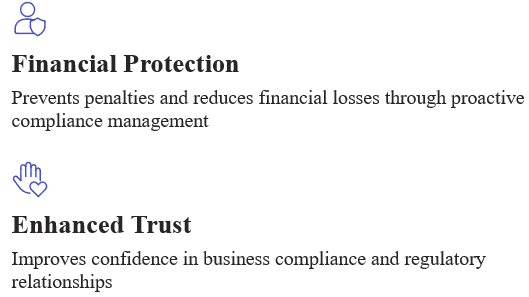 Financial Protection
Prevents penalties and reduces financial losses through proactive
compliance management
Enhanced Trust
Improves confidence in business compliance and regulatory
relationships